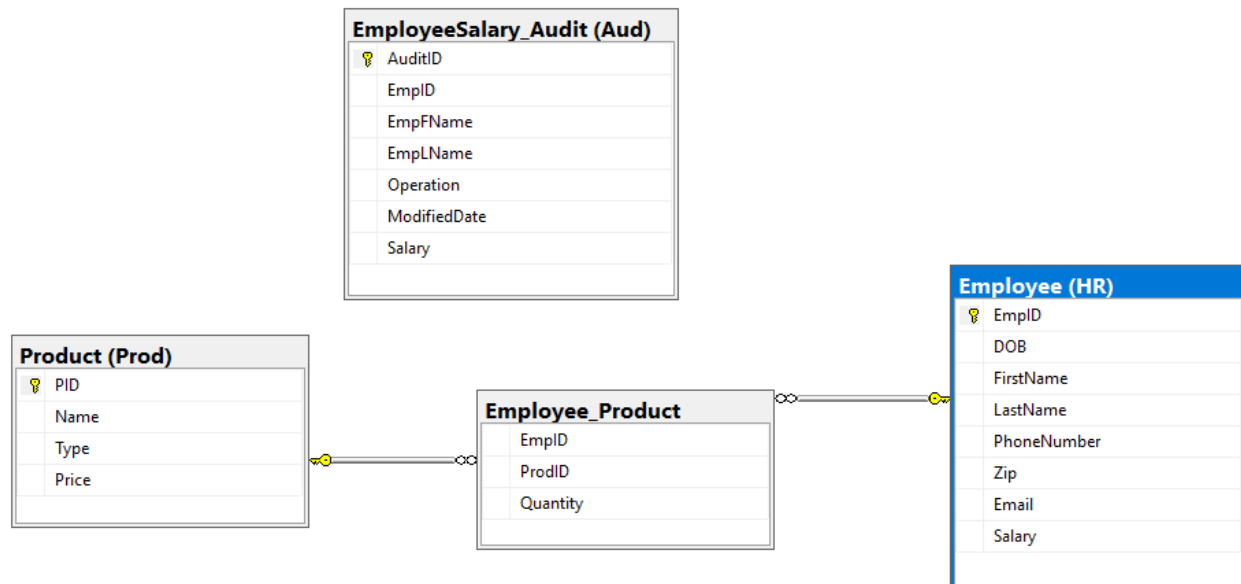 EmployeeSalary_Audit (Aud)
AuditID
EmpID
EmpFName
EmpLName
Operation
ModifiedDate
Salary
Product (Prod)
PID
Name
Type
Price
Employee_Product
EmpID
ProdID
Quantity
Employee (HR)
EmpID
DOB
FirstName
LastName
PhoneNumber
Zip
Email
Salary